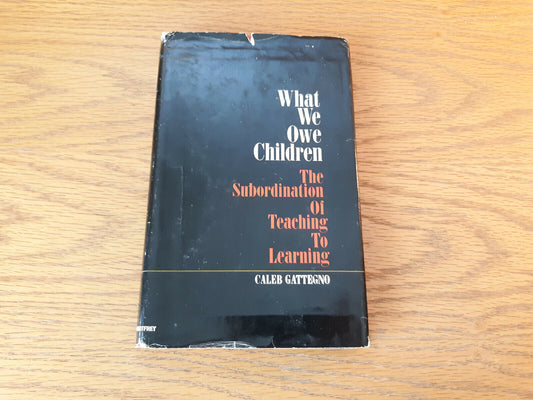 What
We
Owe
Children
The
Subordination
Of
Teaching
To
Learning
CALEB GATTEGNO